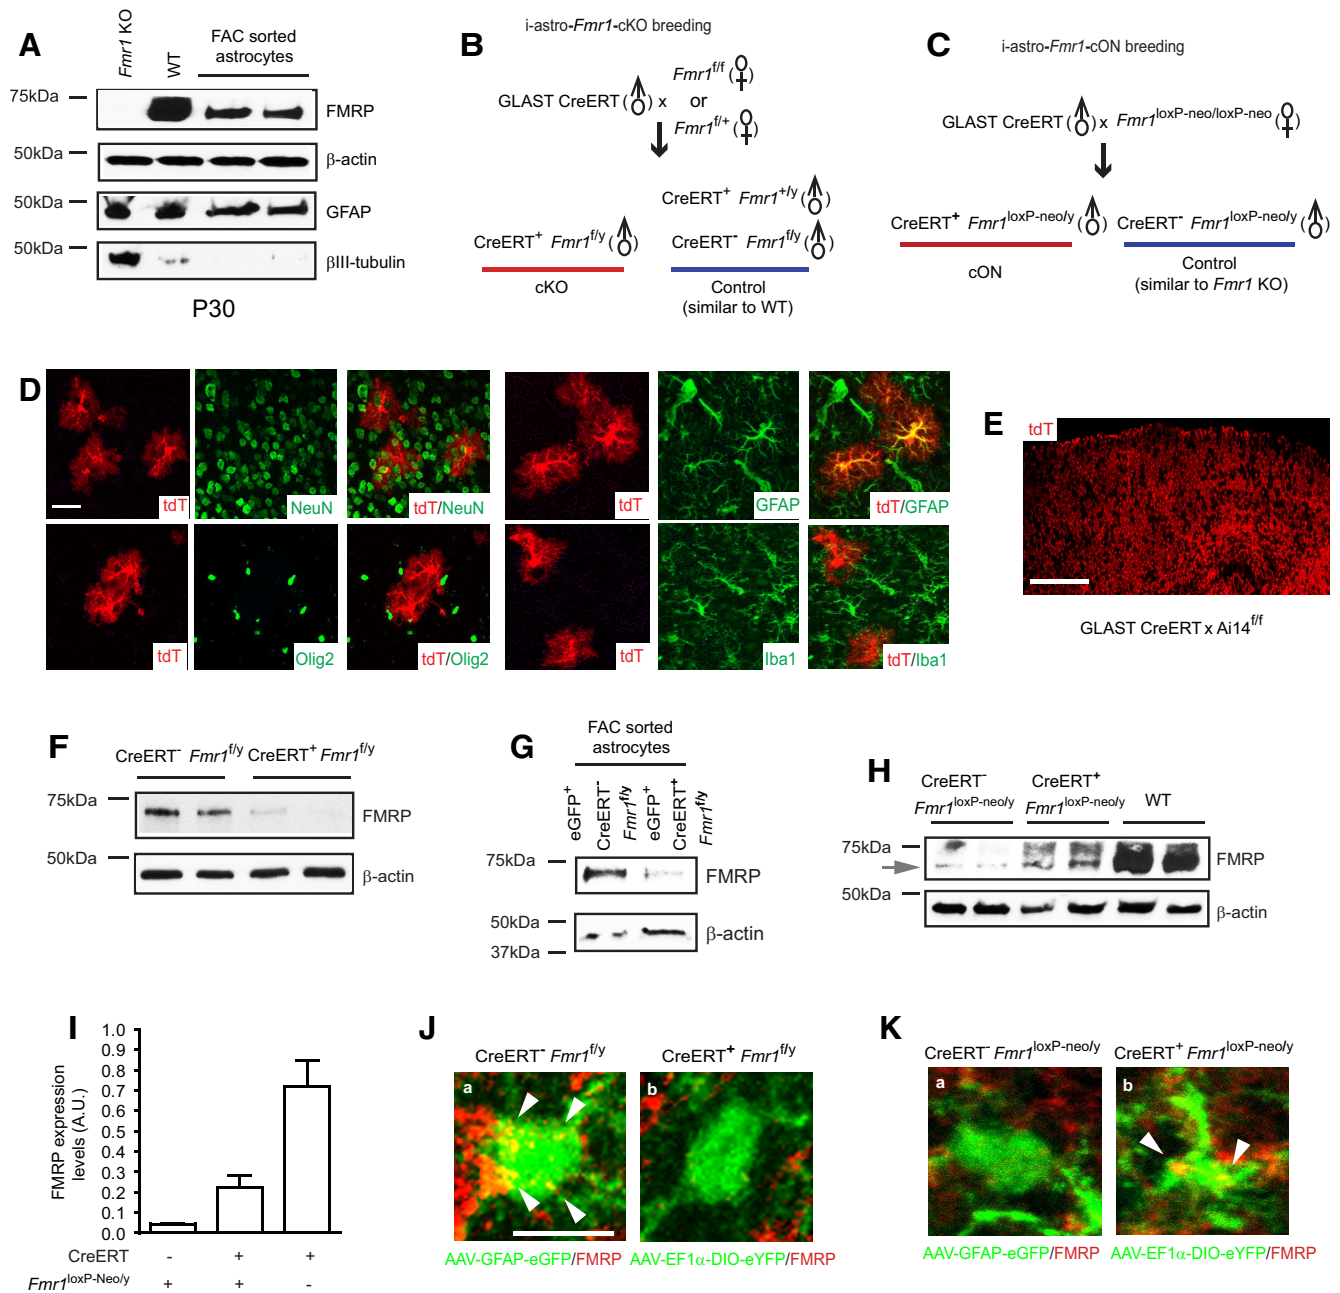 A
Fmr1 KO
WT
FAC sorted
astrocytes
75kDa
FMRP
50kDa
β-actin
50kDa
GFAP
50kDa
βIII-tubulin
P30
B
i-astro-Fmr1-cKO breeding
GLAST CreERT (♂) x
Fmr1f/f (♀)
or
Fmr1f/+ (♀)
CreERT+ Fmr1+/y (♂)
CreERT+ Fmr1f/y (♂)
CreERT- Fmr1f/y (♂)
cKO
Control
(similar to WT)
C
i-astro-Fmr1-cON breeding
GLAST CreERT (♂) x Fmr1loxP-neo/loxP-neo (♀)
CreERT+ Fmr1loxP-neo/y (♂)
CreERT- Fmr1loxP-neo/y (♂)
cON
Control
(similar to Fmr1 KO)
D
tdT
NeuN
tdT/NeuN
tdT
GFAP
tdT/GFAP
tdT
Olig2
tdT/Olig2
tdT
Iba1
tdT/Iba1
E
tdT
GLAST CreERT x Ai14f/f
F
CreERT- Fmr1f/y
CreERT+ Fmr1f/y
75kDa
FMRP
50kDa
β-actin
G
FAC sorted
astrocytes
eGFP+
CreERT-
Fmr1f/y
eGFP+
CreERT+
Fmr1f/y
75kDa
FMRP
50kDa
β-actin
37kDa
H
CreERT-
Fmr1loxP-neo/y
CreERT+
Fmr1loxP-neo/y
WT
75kDa
FMRP
50kDa
β-actin
I
FMRP expression
levels (A.U.)
1.0
0.9
0.8
0.7
0.6
0.5
0.4
0.3
0.2
0.1
0.0
CreERT - + +
Fmr1loxP-Neo/y + + -
J
CreERT- Fmr1f/y
CreERT+ Fmr1f/y
a
b
AAV-GFAP-eGFP/FMRP
AAV-EF1α-DIO-eYFP/FMRP
K
CreERT- Fmr1loxP-neo/y
CreERT+ Fmr1loxP-neo/y
a
b
AAV-GFAP-eGFP/FMRP
AAV-EF1α-DIO-eYFP/FMRP